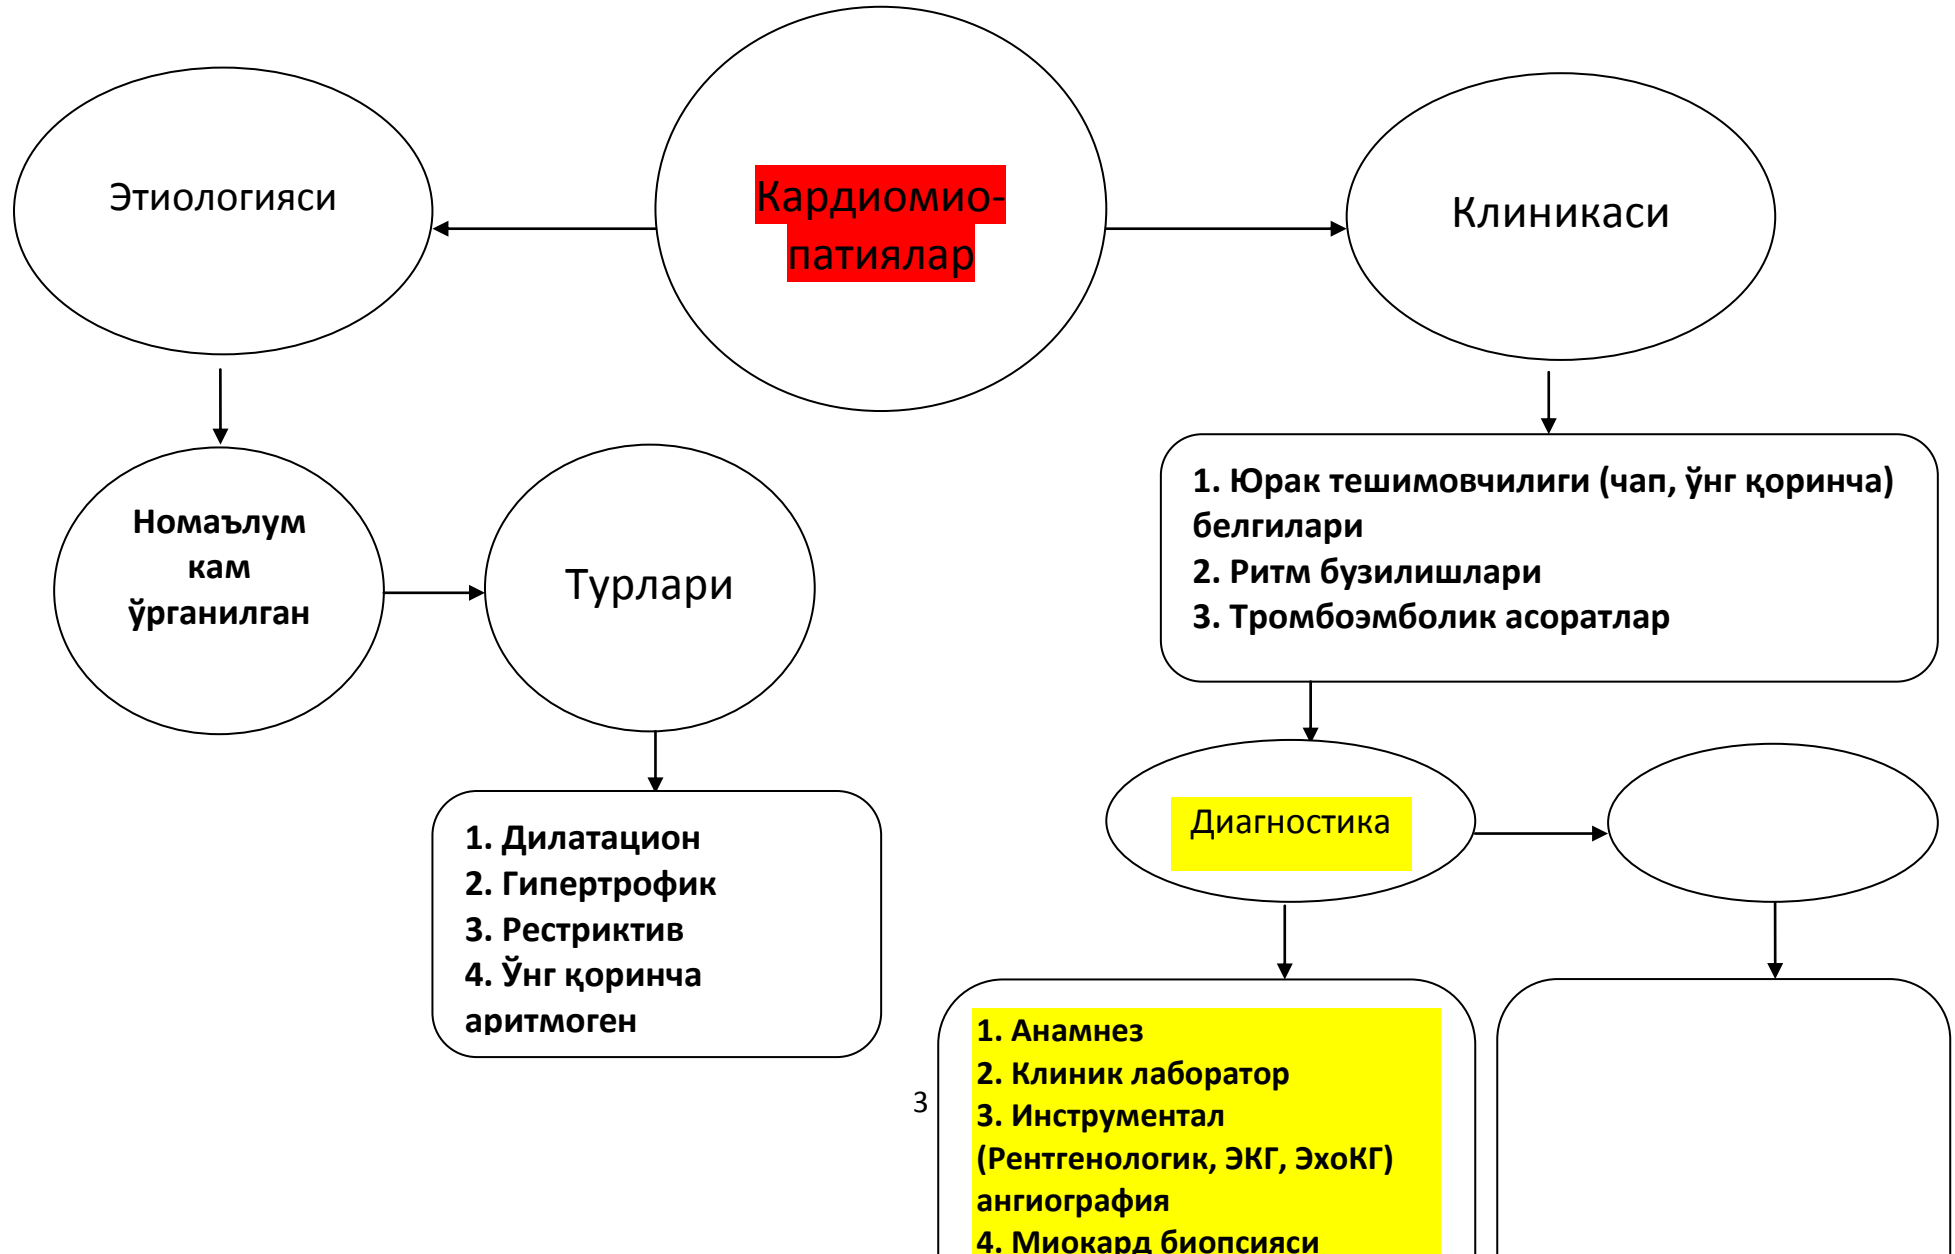 Этиологияси
Кардиомио-
патиялар
Клиникаси
Номаълум
кам
ўрганилган
Турлари
1. Юрак тешимовчилиги (чап, ўнг қоринча)
белгилари
2. Ритм бузилишлари
3. Тромбоэмболик асоратлар
1. Дилатацион
2. Гипертрофик
3. Рестриктив
4. Ўнг қоринча
аритмоген
Диагностика
1. Анамнез
2. Клиник лаборатор
3. Инструментал
(Рентгенологик, ЭКГ, ЭхоКГ)
ангиография
4. Миокард биопсияси
3